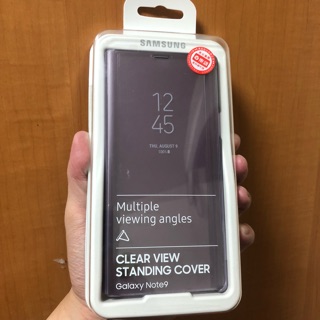 SAMSUNG
12
45
THU, AUGUST 9
Multiple
viewing angles
CLEAR VIEW
STANDING COVER
Galaxy Note9